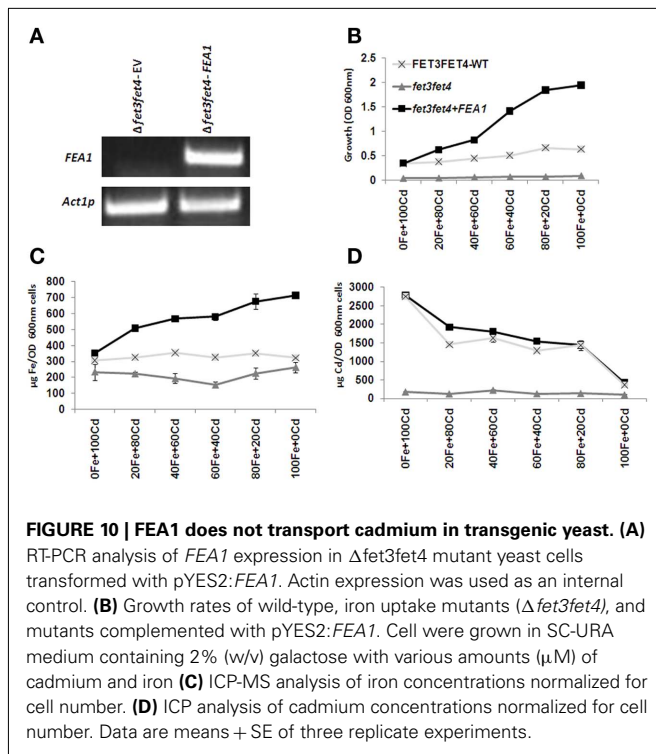 A
Δfet3fet4-EV
Δfet3fet4-FEA1
FEA1
Act1p
B
Growth (OD 600nm)
2.5
2
1.5
1
0.5
0
FET3FET4-WT
fet3fet4
fet3fet4+FEA1
0Fe+100Cd
20Fe+80Cd
40Fe+60Cd
60Fe+40Cd
80Fe+20Cd
100Fe+0Cd
C
µg Fe/OD 600nm cells
800
700
600
500
400
300
200
100
0
0Fe+100Cd
20Fe+80Cd
40Fe+60Cd
60Fe+40Cd
80Fe+20Cd
100Fe+0Cd
D
µg Cd/OD 600nm cells
3000
2500
2000
1500
1000
500
0
0Fe+100Cd
20Fe+80Cd
40Fe+60Cd
60Fe+40Cd
80Fe+20Cd
100Fe+0Cd
FIGURE 10 | FEA1 does not transport cadmium in transgenic yeast. (A)
RT-PCR analysis of FEA1 expression in Δfet3fet4 mutant yeast cells
transformed with pYES2:FEA1. Actin expression was used as an internal
control. (B) Growth rates of wild-type, iron uptake mutants (Δfet3fet4), and
mutants complemented with pYES2:FEA1. Cell were grown in SC-URA
medium containing 2% (w/v) galactose with various amounts (µM) of
cadmium and iron (C) ICP-MS analysis of iron concentrations normalized for
cell number. (D) ICP analysis of cadmium concentrations normalized for cell
number. Data are means + SE of three replicate experiments.